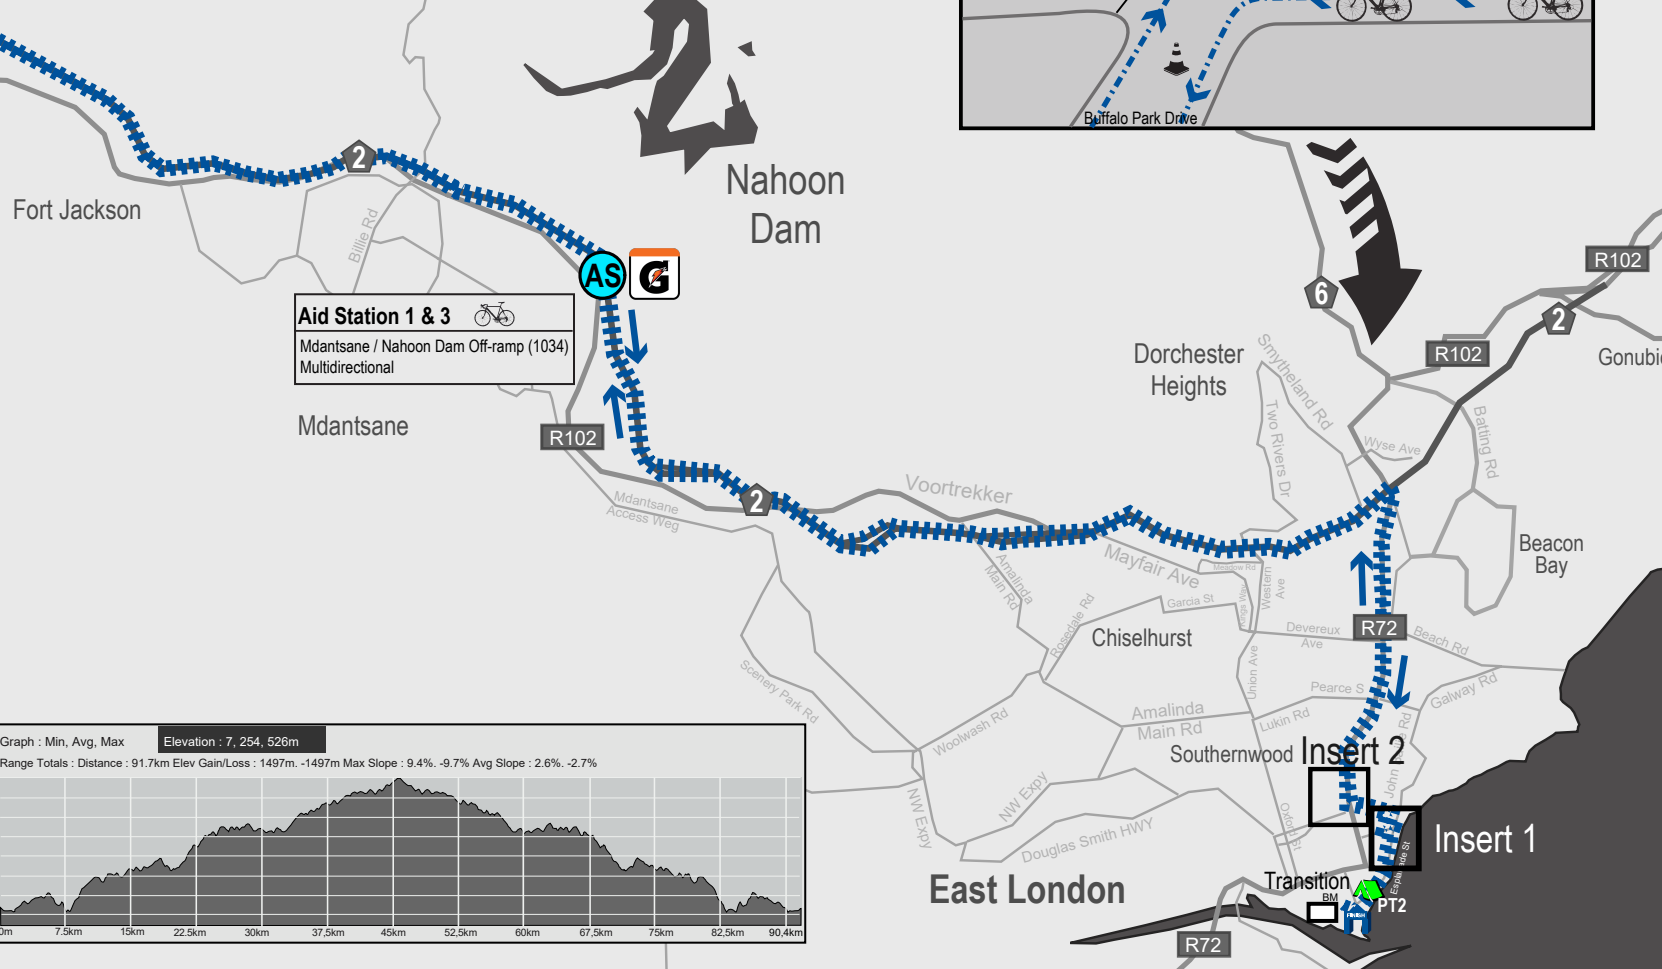 Buffalo Park Drive
2
Fort Jackson
Billie Rd
Nahoon
Dam
AS
G
Aid Station 1 & 3
Mdantsane / Nahoon Dam Off-ramp (1034)
Multidirectional
Mdantsane
R102
6
R102
2
R102
Gonubi
Dorchester
Heights
Smytheland Rd
Two Rivers Dr
Wyse Ave
Batting Rd
2
Voortrekker
Mdantsane
Access Weg
Beacon
Bay
Mayfair Ave
Meadow Rd
Western
Ave
Kings Way
Amalinda
Main Rd
Garcia St
Rosedale Rd
Chiselhurst
Devereux
Ave
R72
Beach Rd
Scenery Park Rd
Union Ave
Pearce S
Galway Rd
Amalinda
Main Rd
Lukin Rd
Woolwash Rd
Southernwood
Insert 2
John
Rd
NW Expy
NW Expy
Douglas Smith HWY
Oxford St
Insert 1
East London
Transition
BM
PT2
FINISH
R72
Graph : Min, Avg, Max
Elevation : 7, 254, 526m
Range Totals : Distance : 91.7km Elev Gain/Loss : 1497m. -1497m Max Slope : 9.4%. -9.7% Avg Slope : 2.6%. -2.7%
0m 7.5km 15km 22.5km 30km 37,5km 45km 52,5km 60km 67,5km 75km 82,5km 90,4km